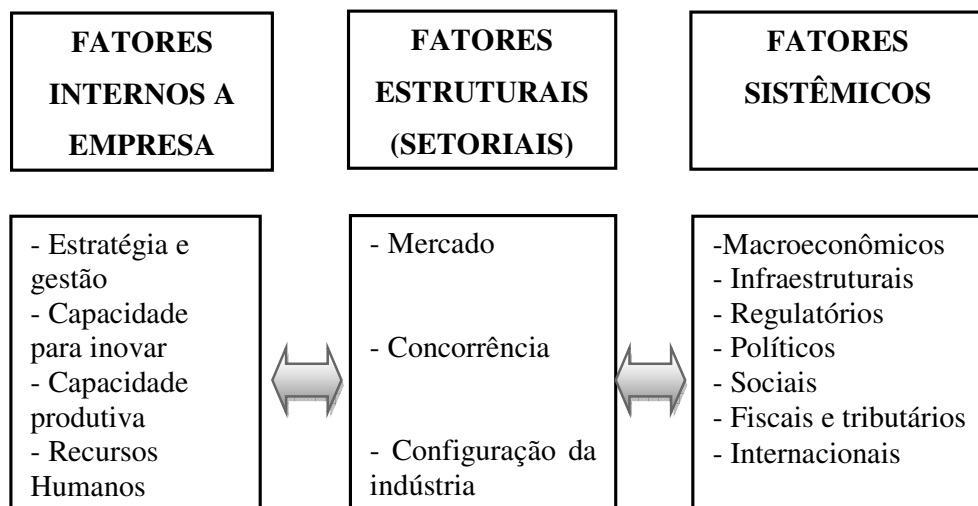 FATORES
INTERNOS A
EMPRESA
FATORES
ESTRUTURAIS
(SETORIAIS)
FATORES
SISTÊMICOS
- Estratégia e
gestão
- Capacidade
para inovar
- Capacidade
produtiva
- Recursos
Humanos
- Mercado
- Concorrência
- Configuração da
indústria
-Macroeconômicos
- Infraestruturais
- Regulatórios
- Políticos
- Sociais
- Fiscais e tributários
- Internacionais